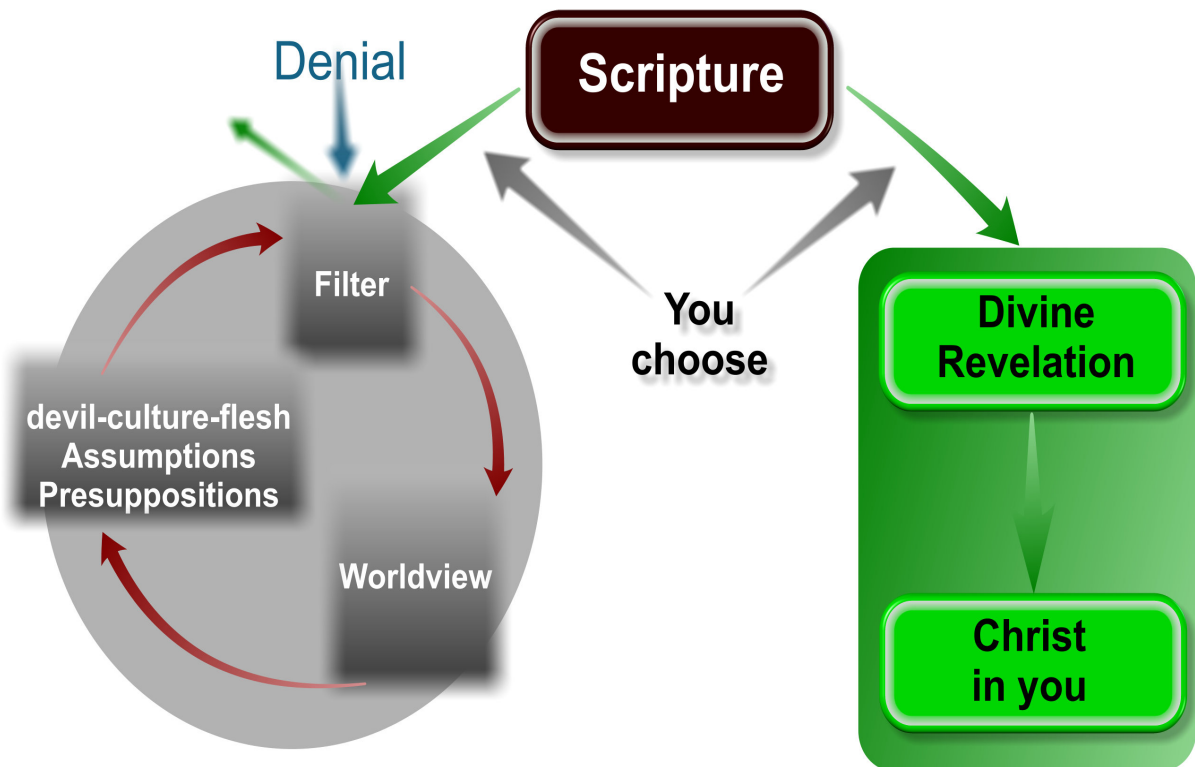 Denial
Scripture
Filter
You
choose
Divine
Revelation
devil-culture-flesh
Assumptions
Presuppositions
Worldview
Christ
in you